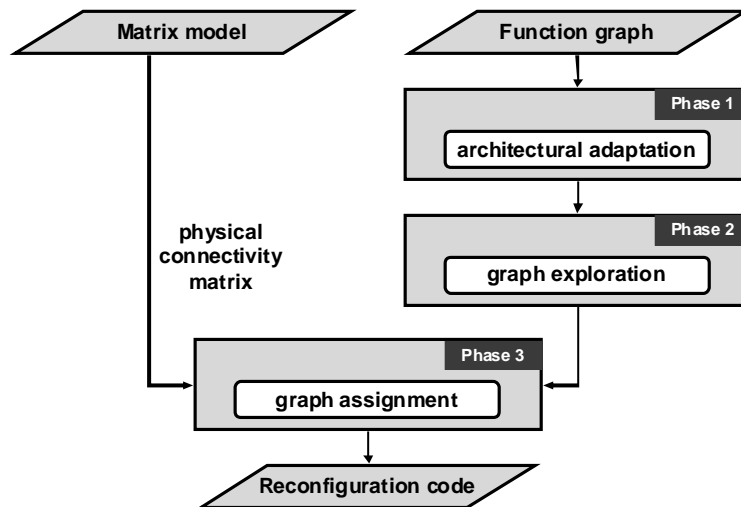 Matrix model
Function graph
Phase 1
architectural adaptation
Phase 2
physical
connectivity
matrix
graph exploration
Phase 3
graph assignment
Reconfiguration code